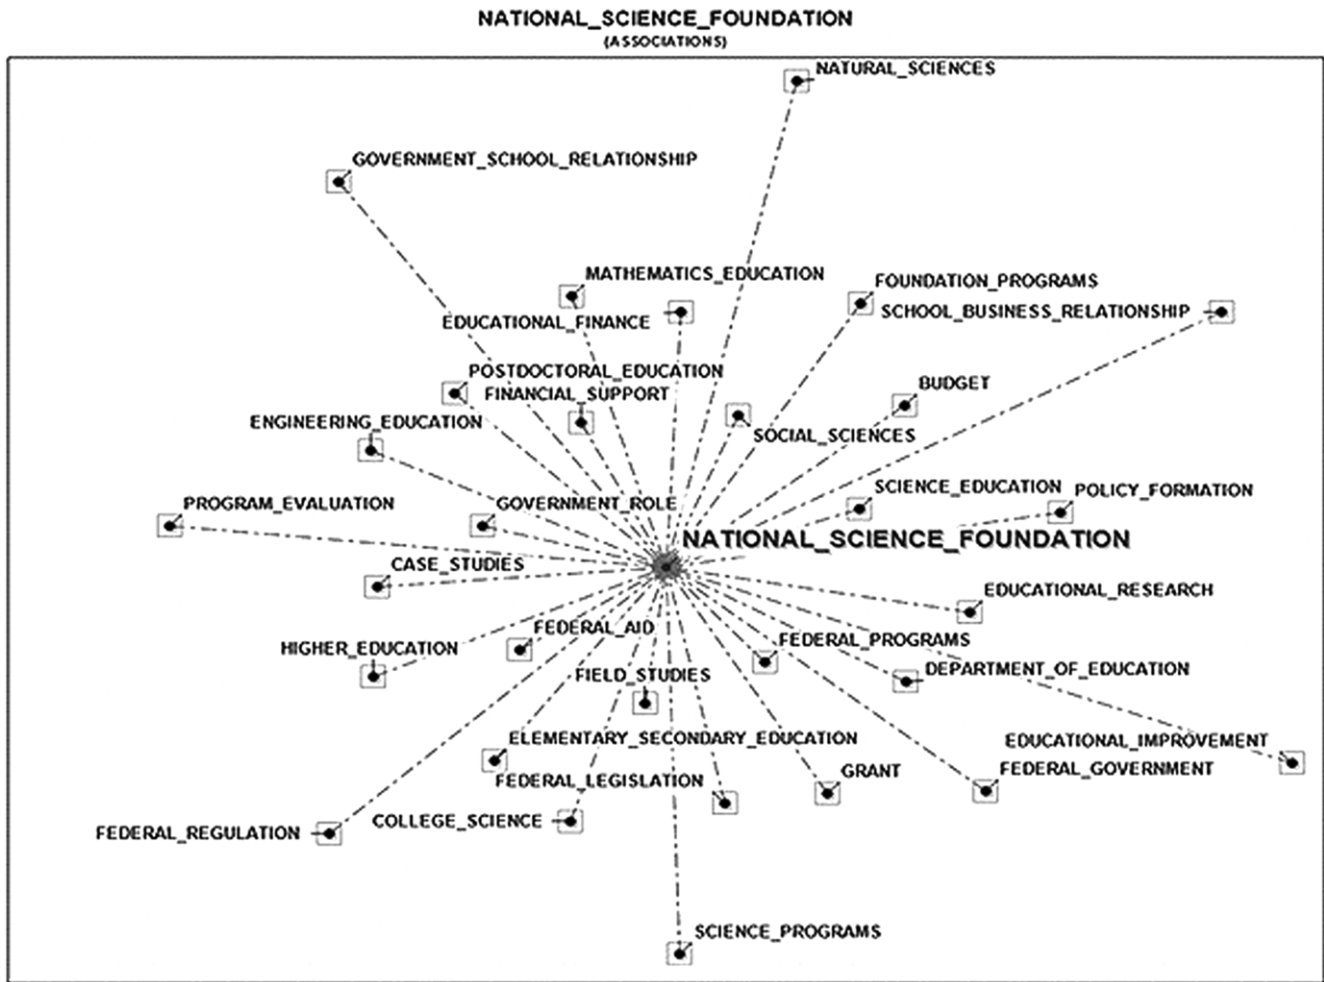 NATIONAL_SCIENCE_FOUNDATION
(ASSOCIATIONS)
NATURAL_SCIENCES
GOVERNMENT_SCHOOL_RELATIONSHIP
MATHEMATICS_EDUCATION
FOUNDATION_PROGRAMS
SCHOOL_BUSINESS_RELATIONSHIP
EDUCATIONAL_FINANCE
POSTDOCTORAL_EDUCATION
BUDGET
FINANCIAL_SUPPORT
ENGINEERING_EDUCATION
SOCIAL_SCIENCES
SCIENCE_EDUCATION
POLICY_FORMATION
PROGRAM_EVALUATION
GOVERNMENT_ROLE
NATIONAL_SCIENCE_FOUNDATION
CASE_STUDIES
EDUCATIONAL_RESEARCH
FEDERAL_AID
FEDERAL_PROGRAMS
HIGHER_EDUCATION
DEPARTMENT_OF_EDUCATION
FIELD_STUDIES
ELEMENTARY_SECONDARY_EDUCATION
EDUCATIONAL_IMPROVEMENT
GRANT
FEDERAL_GOVERNMENT
FEDERAL_LEGISLATION
COLLEGE_SCIENCE
FEDERAL_REGULATION
SCIENCE_PROGRAMS